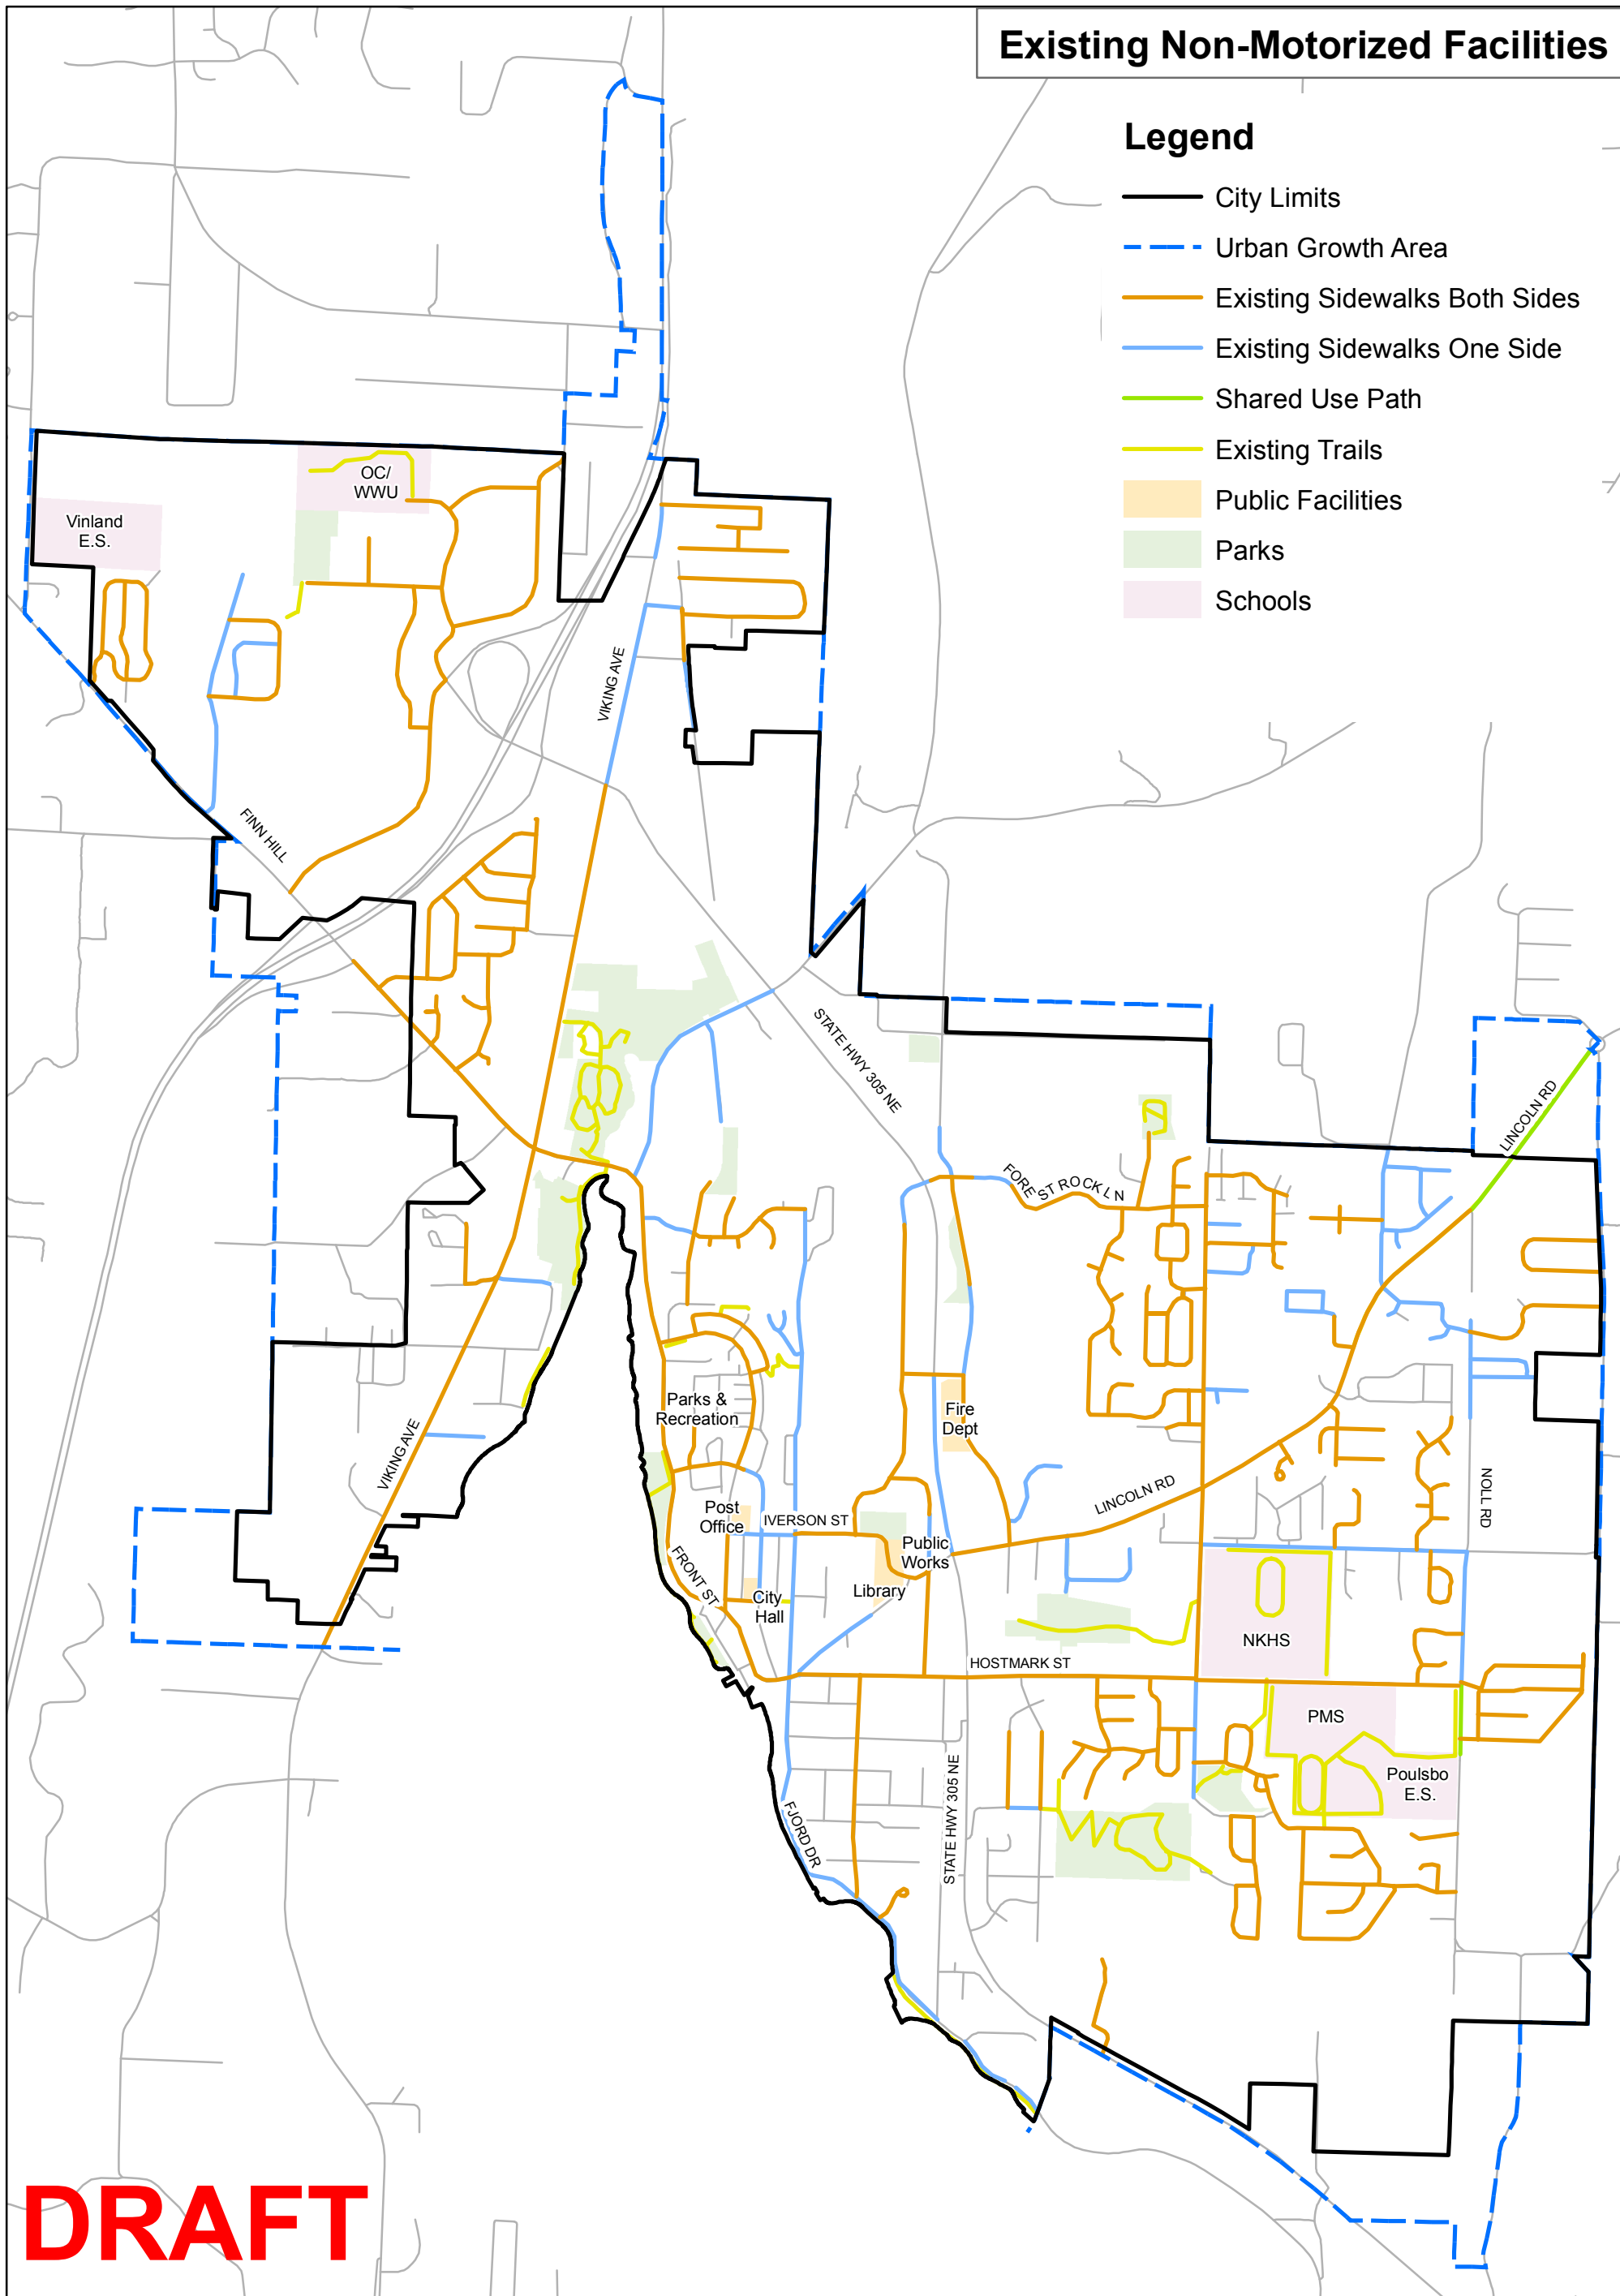 Existing Non-Motorized Facilities
Legend
City Limits
Urban Growth Area
Existing Sidewalks Both Sides
Existing Sidewalks One Side
Shared Use Path
Existing Trails
Public Facilities
Parks
Schools
OC/
WWU
Vinland
E.S.
VIKING AVE
FINN HILL
STATE HWY 305 NE
LINCOLN RD
FOREST ROCK LN
Parks &
Recreation
Fire
Dept
VIKING AVE
LINCOLN RD
NOLL RD
Post
Office
IVERSON ST
Public
Works
FRONT ST
City
Hall
Library
NKHS
HOSTMARK ST
PMS
Poulsbo
E.S.
FJORD DR
STATE HWY 305 NE
DRAFT